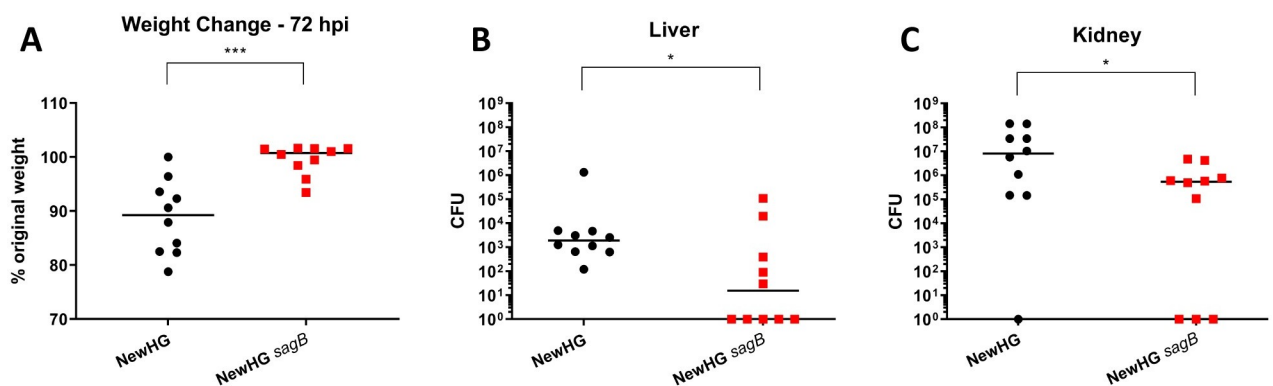 A
Weight Change - 72 hpi
***
% original weight
110
100
90
80
70
NewHG
NewHG sagB
B
Liver
*
CFU
10⁹
10⁸
10⁷
10⁶
10⁵
10⁴
10³
10²
10¹
10⁰
NewHG
NewHG sagB
C
Kidney
*
CFU
10⁹
10⁸
10⁷
10⁶
10⁵
10⁴
10³
10²
10¹
10⁰
NewHG
NewHG sagB